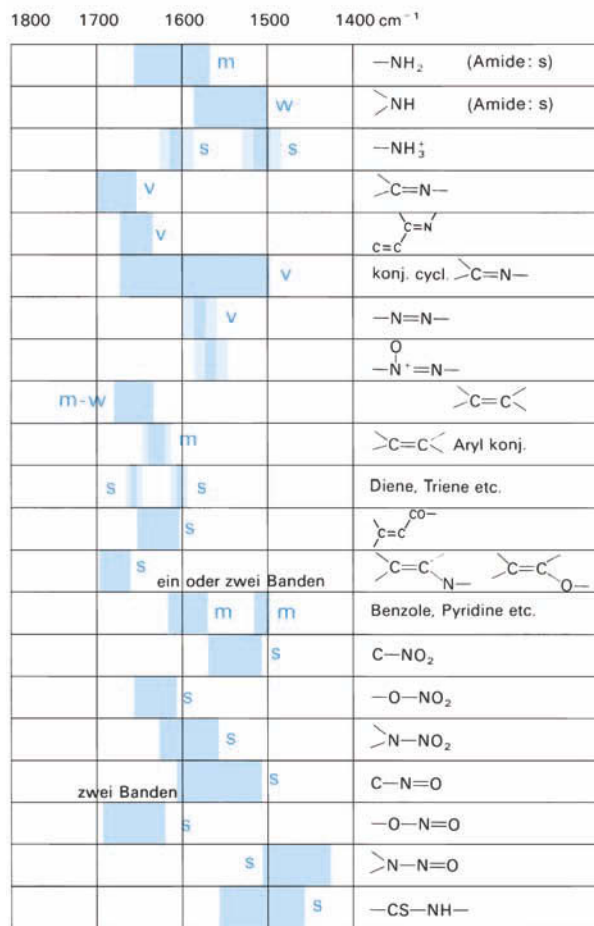 1800 1700 1600 1500 1400 cm⁻¹
m —NH₂ (Amide: s)
w >NH (Amide: s)
s s —NH₃⁺
v >C=N—
v C=C C=N
v konj. cycl. >C=N—
v —N=N—
O
—N⁺=N—
m-w >C=C<
m >C=C< Aryl konj.
s s Diene, Triene etc.
s C=C CO—
s ein oder zwei Banden C=C N— C=C O—
m m Benzole, Pyridine etc.
s C—NO₂
s —O—NO₂
s >N—NO₂
zwei Banden s C—N=O
s —O—N=O
s >N—N=O
s —CS—NH—